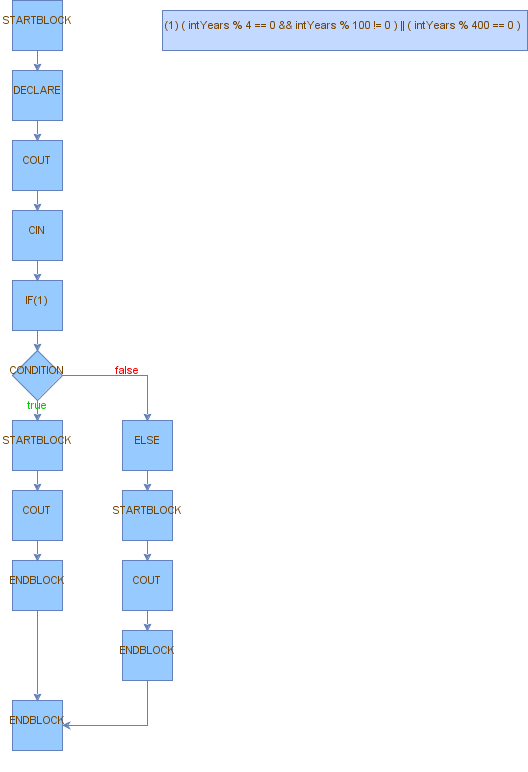 STARTBLOCK
(1) ( intYears % 4 == 0 && intYears % 100 != 0 ) || ( intYears % 400 == 0 )
DECLARE
COUT
CIN
IF(1)
CONDITION
false
true
STARTBLOCK
ELSE
COUT
STARTBLOCK
ENDBLOCK
COUT
ENDBLOCK
ENDBLOCK